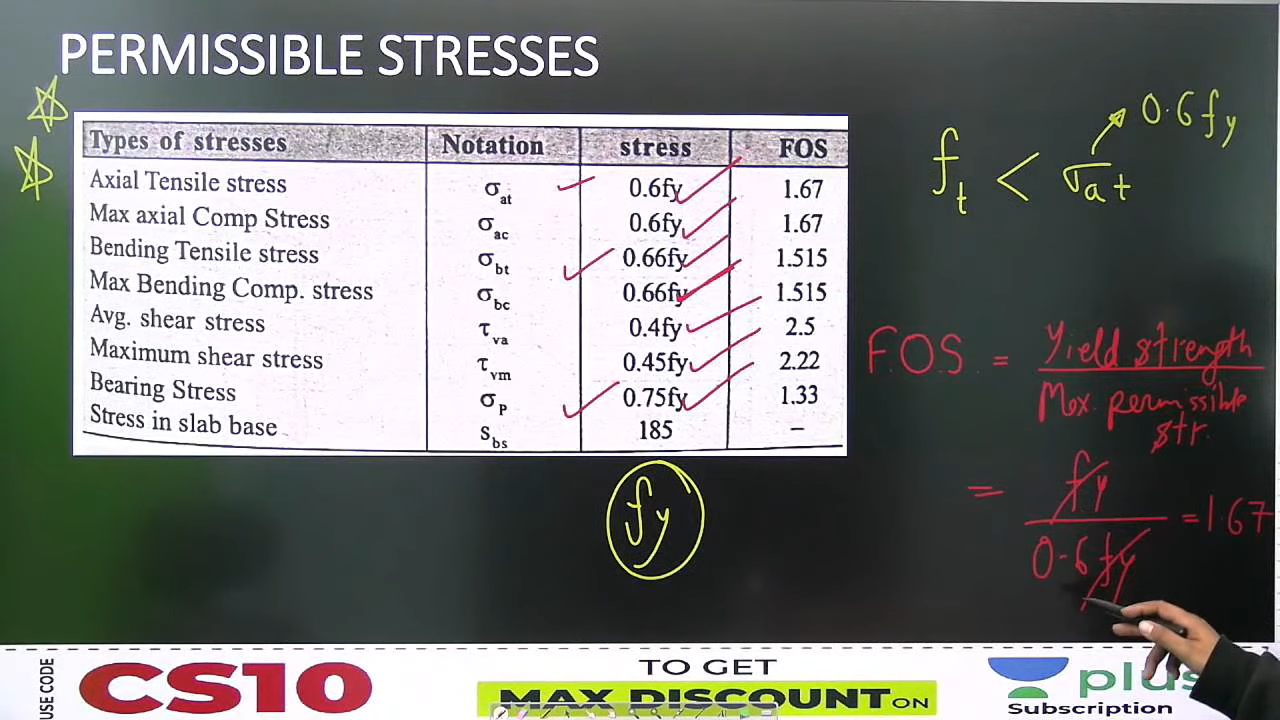 PERMISSIBLE STRESSES
Types of stresses Notation stress FOS
Axial Tensile stress σat 0.6fy 1.67
Max axial Comp Stress σac 0.6fy 1.67
Bending Tensile stress σbt 0.66fy 1.515
Max Bending Comp. stress σbc 0.66fy 1.515
Avg. shear stress τva 0.4fy 2.5
Maximum shear stress τvm 0.45fy 2.22
Bearing Stress σP 0.75fy 1.33
Stress in slab base Sbs 185 –
fy
0.6fy
ft < σat
F.O.S. = Yield strength
Max. permissible
str.
= fy
0.6 fy = 1.67
USE CODE
CS10
TO GET
MAX DISCOUNT ON
plus
Subscription